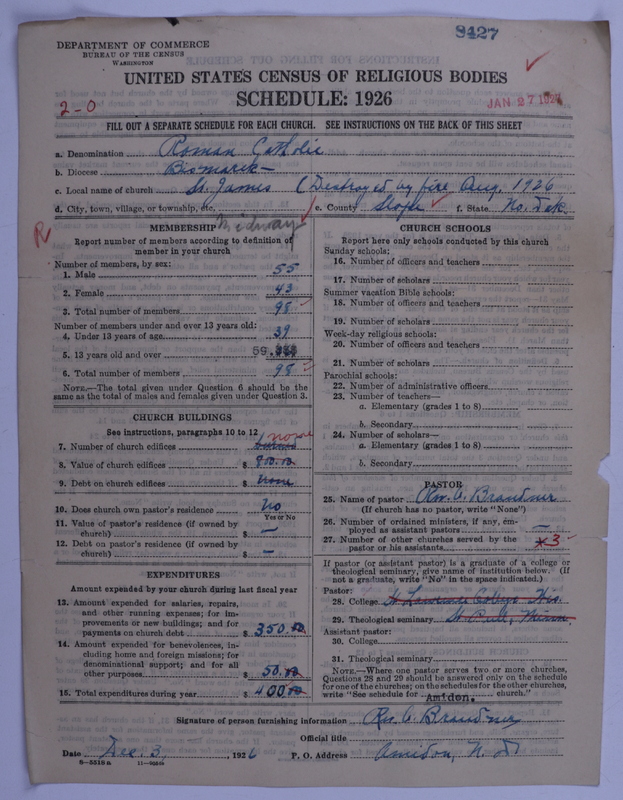 9427
DEPARTMENT OF COMMERCE
BUREAU OF THE CENSUS
WASHINGTON
UNITED STATES CENSUS OF RELIGIOUS BODIES
SCHEDULE: 1926
2-0
JAN 27 1927
FILL OUT A SEPARATE SCHEDULE FOR EACH CHURCH. SEE INSTRUCTIONS ON THE BACK OF THIS SHEET
a. Denomination Roman Catholic
b. Diocese Bismarck
c. Local name of church St. James (Destroyed by fire Aug. 1926
d. City, town, village, or township, etc. e. County Slope f. State No. Dak.
Midway
R
MEMBERSHIP
Report number of members according to definition of
member in your church
Number of members, by sex:
1. Male 55
2. Female 43
3. Total number of members 98
Number of members under and over 13 years old:
4. Under 13 years of age 39
5. 13 years old and over 59
6. Total number of members 98
NOTE.—The total given under Question 6 should be
same as the total of males and females given under Question 3.
CHURCH BUILDINGS
See instructions, paragraphs 10 to 12
7. Number of church edifices burned none
8. Value of church edifices $ 800.00
9. Debt on church edifices $ None
10. Does church own pastor's residence No
Yes or No
11. Value of pastor's residence (if owned by
church) $ —
12. Debt on pastor's residence (if owned by
church) $ —
EXPENDITURES
Amount expended by your church during last fiscal year
13. Amount expended for salaries, repairs,
and other running expenses; for im-
provements or new buildings; and for
payments on church debt $ 350.00
14. Amount expended for benevolences, in-
cluding home and foreign missions; for
denominational support; and for all
other purposes $ 50.00
15. Total expenditures during year $ 400.00
CHURCH SCHOOLS
Report here only schools conducted by this church
Sunday schools:
16. Number of officers and teachers
17. Number of scholars
Summer vacation Bible schools:
18. Number of officers and teachers
19. Number of scholars
Week-day religious schools:
20. Number of officers and teachers
21. Number of scholars
Parochial schools:
22. Number of administrative officers
23. Number of teachers—
a. Elementary (grades 1 to 8)
b. Secondary
24. Number of scholars—
a. Elementary (grades 1 to 8)
b. Secondary
PASTOR
25. Name of pastor Rev. C. Brandner
(If church has no pastor, write "None")
26. Number of ordained ministers, if any, em-
ployed as assistant pastors —
27. Number of other churches served by the
pastor or his assistants 3
If pastor (or assistant pastor) is a graduate of a college or
theological seminary, give name of institution below. (If
not a graduate, write "No" in the space indicated.)
Pastor:
28. College St. Lawrence College Wis
29. Theological seminary St. Paul, Minn.
Assistant pastor:
30. College
31. Theological seminary
NOTE.—Where one pastor serves two or more churches,
Questions 28 and 29 should be answered only on the schedule
for one of the churches; on the schedules for the other churches,
write "See schedule for Amidon. church."
Signature of person furnishing information Rev. C. Brandner
Official title
Date Dec. 3, 1926 P. O. Address Amidon, N. D.
8—5518a 11—9054